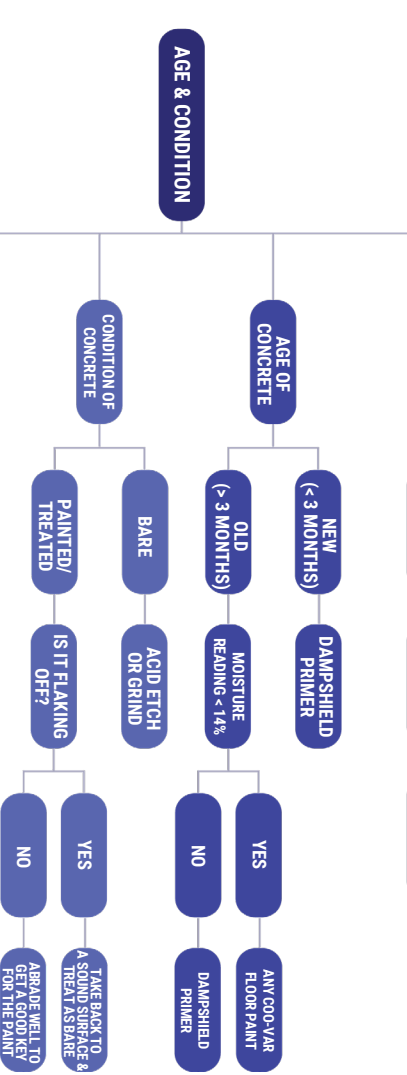 AGE & CONDITION
AGE OF
CONCRETE
NEW
(< 3 MONTHS)
DAMPSHIELD
PRIMER
OLD
(> 3 MONTHS)
MOISTURE
READING < 14%
YES
ANY COO-VAR
FLOOR PAINT
NO
DAMPSHIELD
PRIMER
CONDITION OF
CONCRETE
BARE
ACID ETCH
OR GRIND
PAINTED/
TREATED
IS IT FLAKING
OFF?
YES
TAKE BACK TO
A SOUND SURFACE &
TREAT AS BARE
NO
ABRADE WELL TO
GET A GOOD KEY
FOR THE PAINT